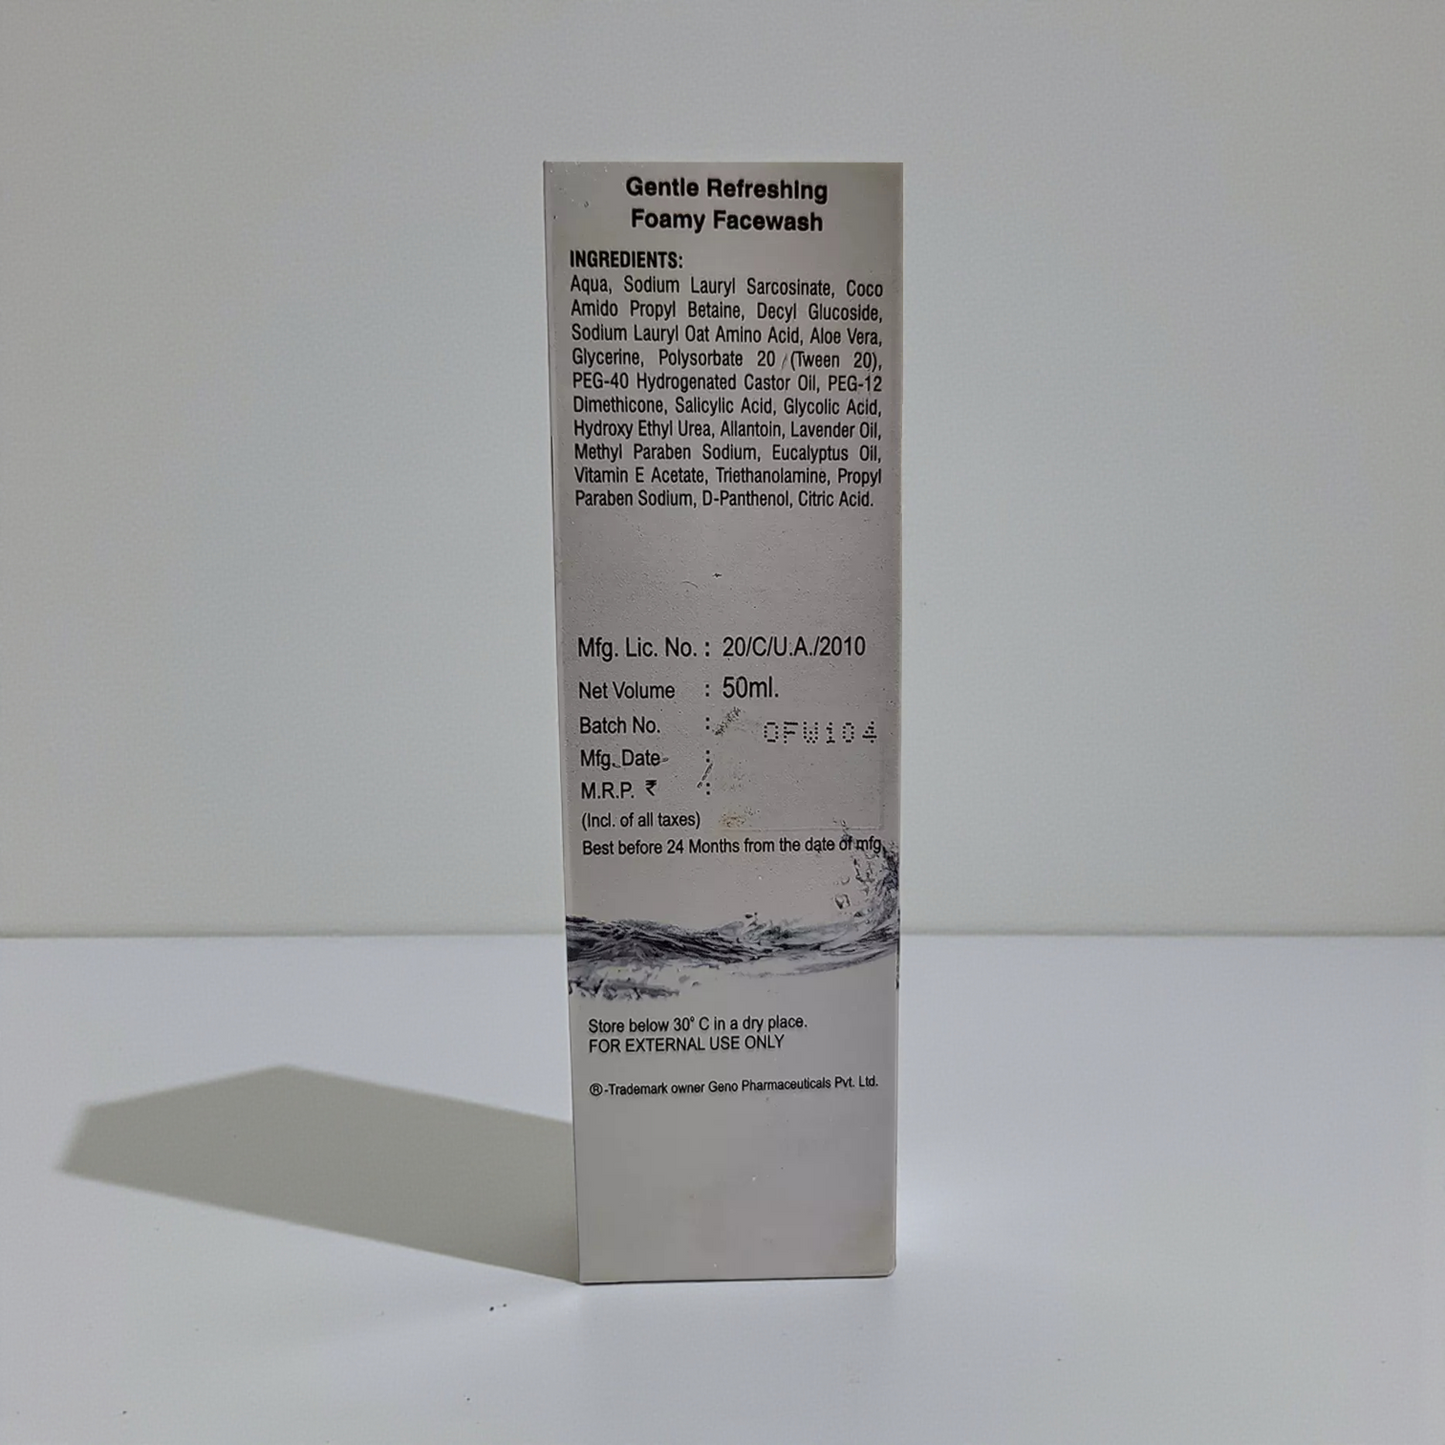 Gentle Refreshing
Foamy Facewash
INGREDIENTS:
Aqua, Sodium Lauryl Sarcosinate, Coco
Amido Propyl Betaine, Decyl Glucoside,
Sodium Lauryl Oat Amino Acid, Aloe Vera,
Glycerine, Polysorbate 20 (Tween 20),
PEG-40 Hydrogenated Castor Oil, PEG-12
Dimethicone, Salicylic Acid, Glycolic Acid,
Hydroxy Ethyl Urea, Allantoin, Lavender Oil,
Methyl Paraben Sodium, Eucalyptus Oil,
Vitamin E Acetate, Triethanolamine, Propyl
Paraben Sodium, D-Panthenol, Citric Acid.
Mfg. Lic. No. : 20/C/U.A./2010
Net Volume : 50ml.
Batch No. : OFW104
Mfg. Date :
M.R.P. ₹ :
(Incl. of all taxes)
Best before 24 Months from the date of mfg.
Store below 30° C in a dry place.
FOR EXTERNAL USE ONLY
®-Trademark owner Geno Pharmaceuticals Pvt. Ltd.